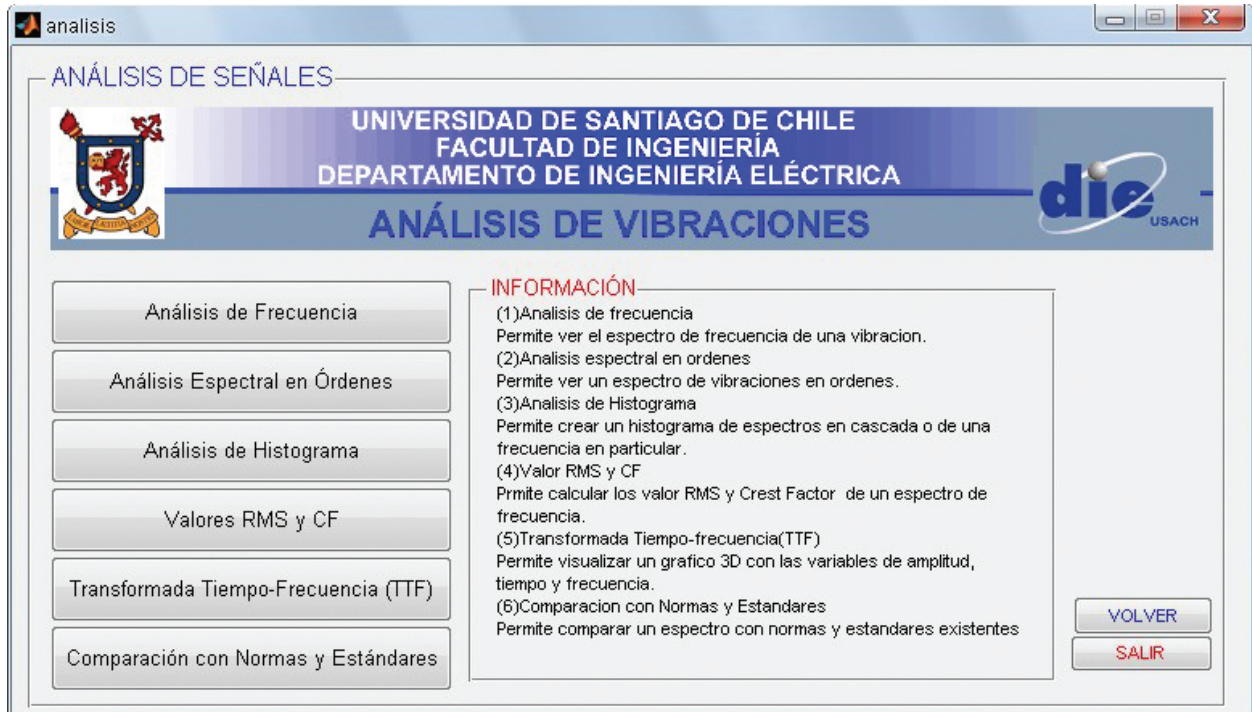 analisis
ANÁLISIS DE SEÑALES
UNIVERSIDAD DE SANTIAGO DE CHILE
FACULTAD DE INGENIERÍA
DEPARTAMENTO DE INGENIERÍA ELÉCTRICA
ANÁLISIS DE VIBRACIONES
die
USACH
Análisis de Frecuencia
Análisis Espectral en Órdenes
Análisis de Histograma
Valores RMS y CF
Transformada Tiempo-Frecuencia (TTF)
Comparación con Normas y Estándares
INFORMACIÓN
(1)Analisis de frecuencia
Permite ver el espectro de frecuencia de una vibracion.
(2)Analisis espectral en ordenes
Permite ver un espectro de vibraciones en ordenes.
(3)Analisis de Histograma
Permite crear un histograma de espectros en cascada o de una
frecuencia en particular.
(4)Valor RMS y CF
Prmite calcular los valor RMS y Crest Factor de un espectro de
frecuencia.
(5)Transformada Tiempo-frecuencia(TTF)
Permite visualizar un grafico 3D con las variables de amplitud,
tiempo y frecuencia.
(6)Comparacion con Normas y Estandares
Permite comparar un espectro con normas y estandares existentes
VOLVER
SALIR